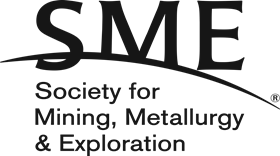 SME
Society for
Mining, Metallurgy
& Exploration ®